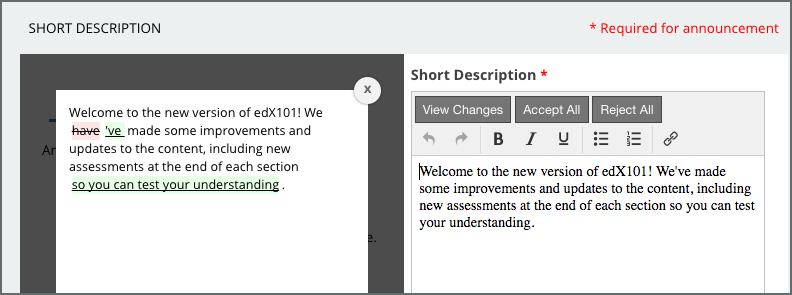 SHORT DESCRIPTION
* Required for announcement
x
Welcome to the new version of edX101! We
have 've made some improvements and
updates to the content, including new
assessments at the end of each section
so you can test your understanding.
Short Description *
View Changes Accept All Reject All
B I U
Welcome to the new version of edX101! We've made
some improvements and updates to the content, including
new assessments at the end of each section so you can test
your understanding.